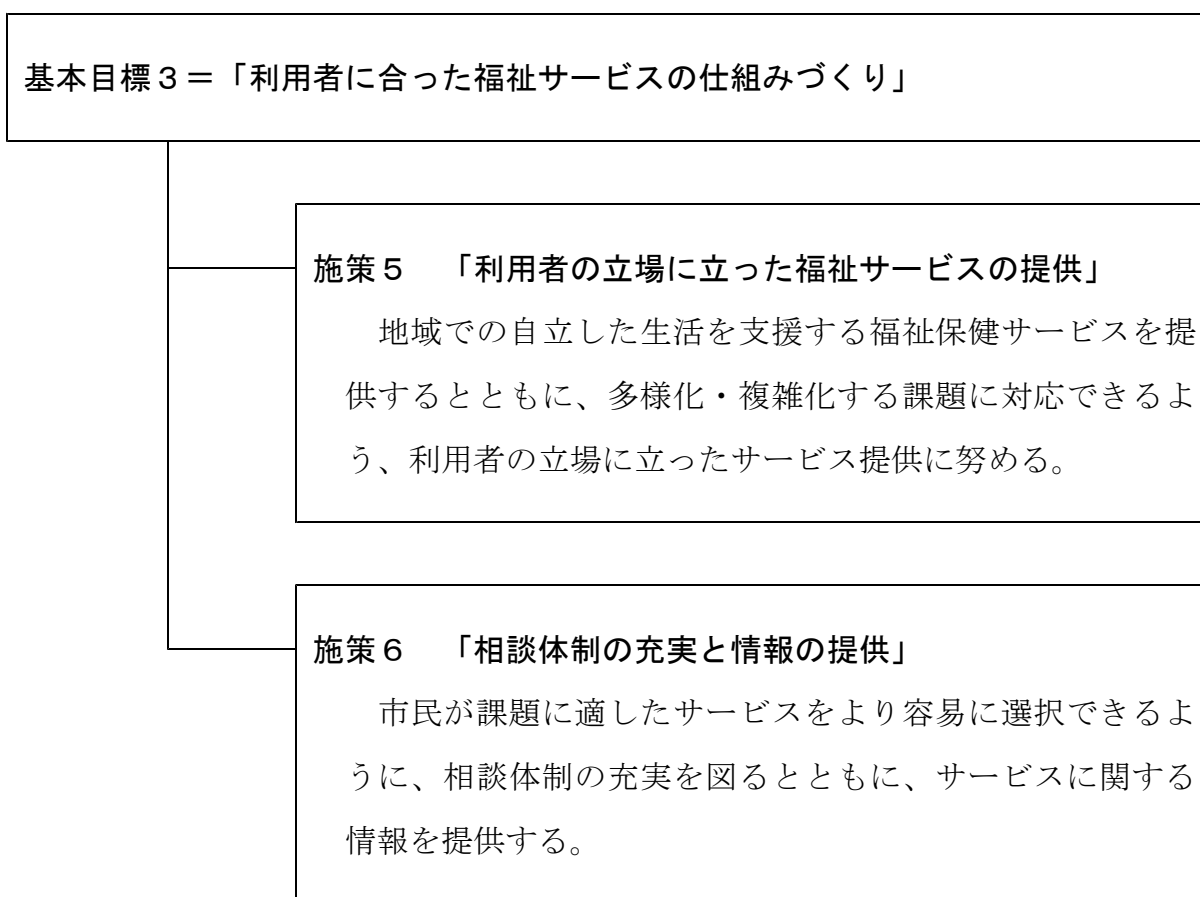 基本目標３＝「利用者に合った福祉サービスの仕組みづくり」
施策５　「利用者の立場に立った福祉サービスの提供」
地域での自立した生活を支援する福祉保健サービスを提
供するとともに、多様化・複雑化する課題に対応できるよ
う、利用者の立場に立ったサービス提供に努める。
施策６　「相談体制の充実と情報の提供」
市民が課題に適したサービスをより容易に選択できるよ
うに、相談体制の充実を図るとともに、サービスに関する
情報を提供する。